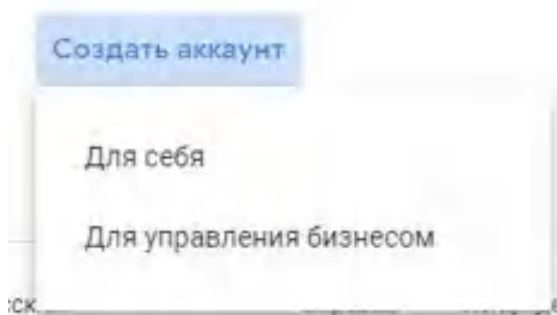 Создать аккаунт
Для себя
Для управления бизнесом